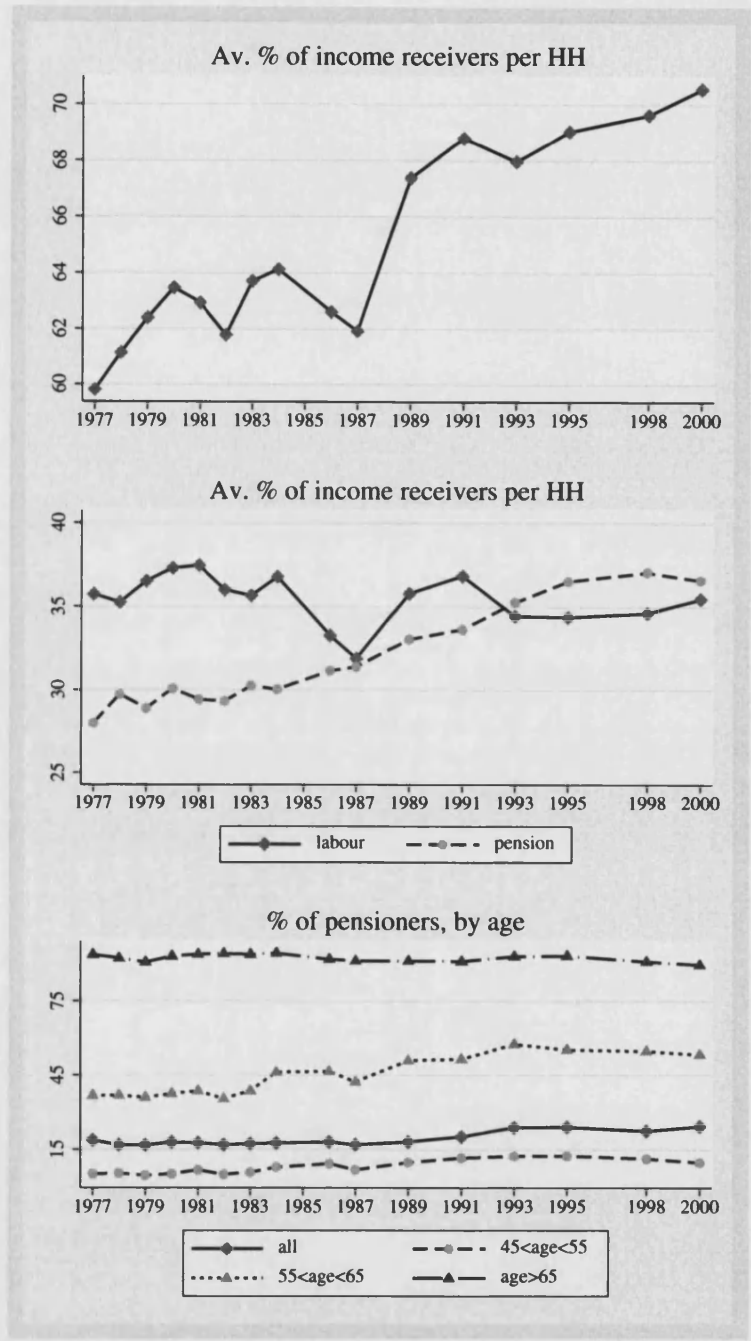 Av. % of income receivers per HH
70
68
66
64
62
60
1977 1979 1981 1983 1985 1987 1989 1991 1993 1995 1998 2000
Av. % of income receivers per HH
40
35
30
25
1977 1979 1981 1983 1985 1987 1989 1991 1993 1995 1998 2000
labour pension
% of pensioners, by age
75
45
15
1977 1979 1981 1983 1985 1987 1989 1991 1993 1995 1998 2000
all 45<age<55
55<age<65 age>65